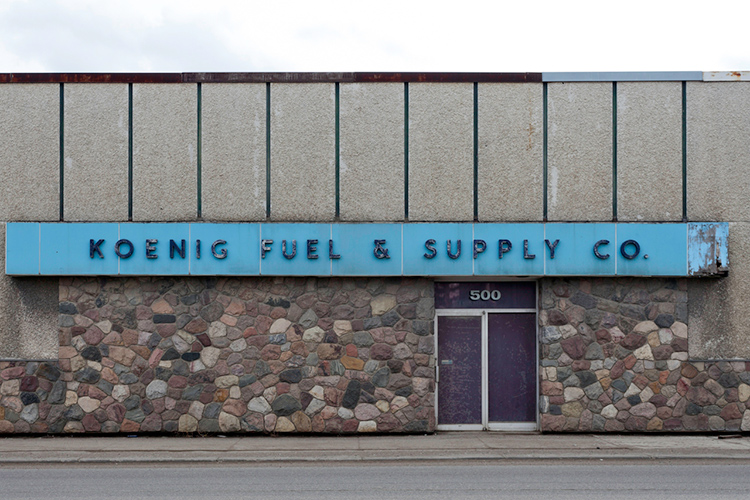 KOENIG FUEL & SUPPLY CO.
500